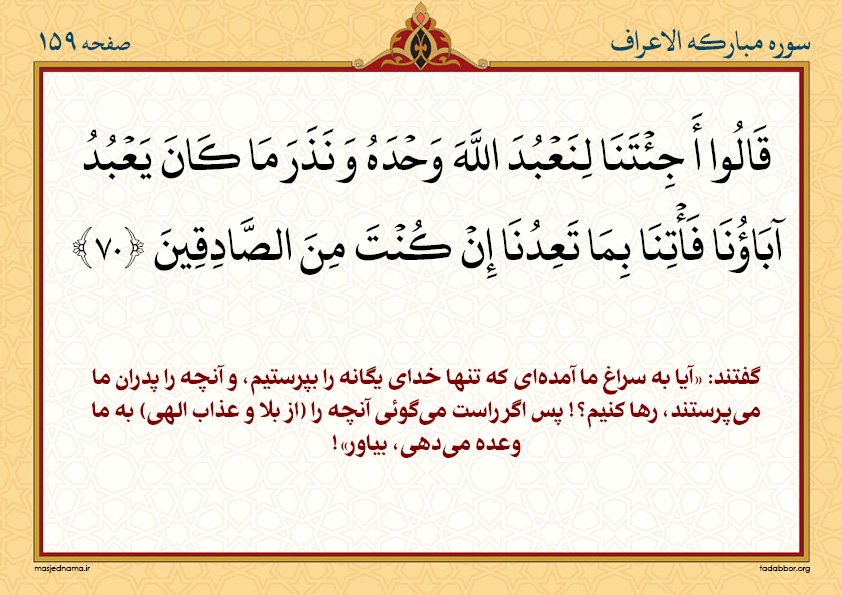 سوره مبارکه الاعراف
صفحه ۱۵۹
قَالُوا أَ جِئْتَنَا لِنَعْبُدَ اللَّهَ وَحْدَهُ وَ نَذَرَ مَا كَانَ يَعْبُدُ
آبَاؤُنَا فَأْتِنَا بِمَا تَعِدُنَا إِنْ كُنْتَ مِنَ الصَّادِقِينَ ﴿۷۰﴾
گفتند: «آیا به سراغ ما آمده‌ای که تنها خدای یگانه را بپرستیم، و آنچه را پدران ما
می‌پرستند، رها کنیم؟! پس اگر راست می‌گوئی آنچه را (از بلا و عذاب الهی) به ما
وعده می‌دهی، بیاور»!
masjednama.ir
tadabbor.org